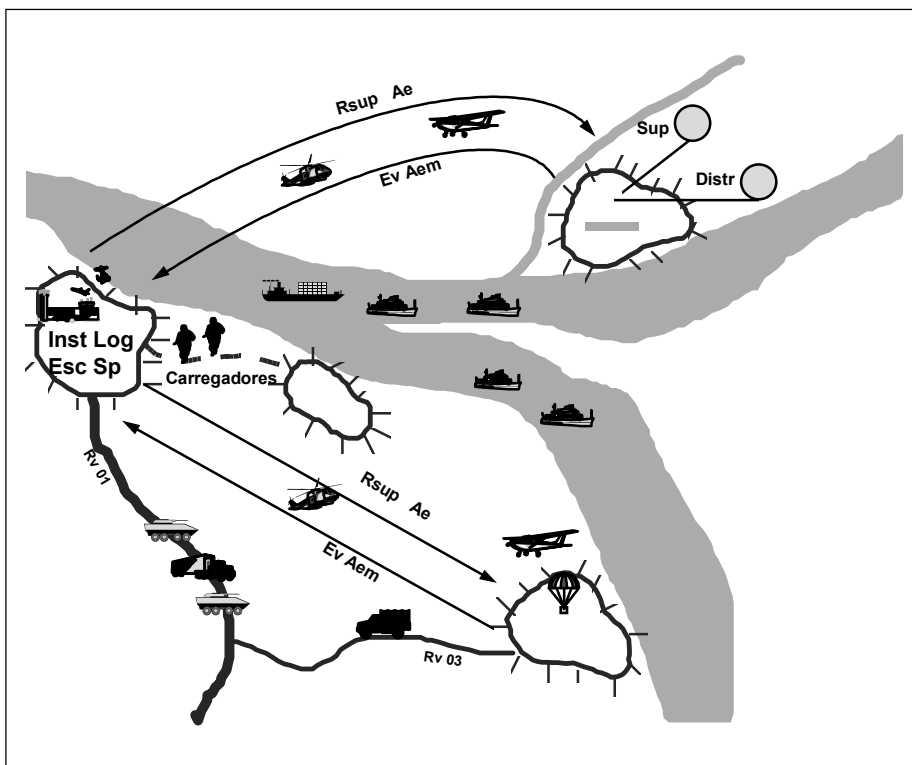 Rsup Ae
Sup
Ev Aem
Distr
Inst Log
Esc Sp
Carregadores
Rv 01
Rsup Ae
Ev Aem
Rv 03